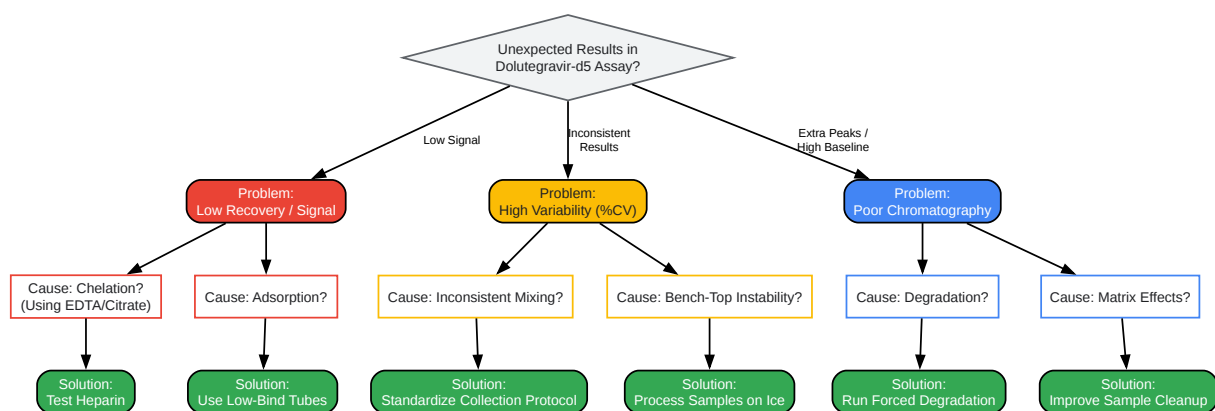 Unexpected Results in
Dolutegravir-d5 Assay?
Low Signal
Inconsistent
Results
Extra Peaks /
High Baseline
Problem:
Low Recovery / Signal
Problem:
High Variability (%CV)
Problem:
Poor Chromatography
Cause: Chelation?
(Using EDTA/Citrate)
Cause: Adsorption?
Cause: Inconsistent Mixing?
Cause: Bench-Top Instability?
Cause: Degradation?
Cause: Matrix Effects?
Solution:
Test Heparin
Solution:
Use Low-Bind Tubes
Solution:
Standardize Collection Protocol
Solution:
Process Samples on Ice
Solution:
Run Forced Degradation
Solution:
Improve Sample Cleanup